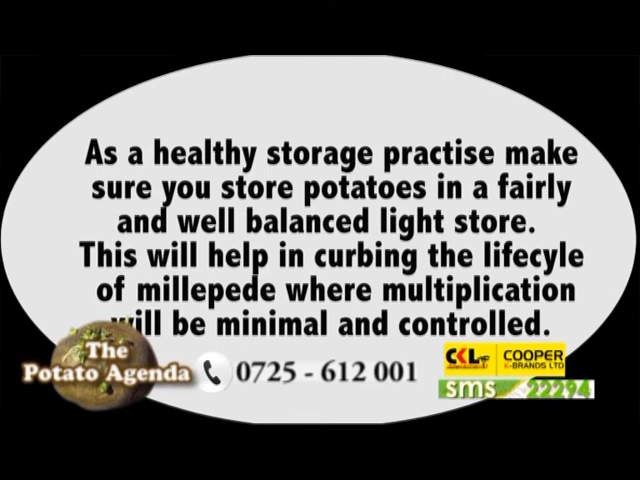 As a healthy storage practise make
sure you store potatoes in a fairly
and well balanced light store.
This will help in curbing the lifecyle
of millepede where multiplication
will be minimal and controlled.
The
Potato Agenda
0725 - 612 001
CKL
COOPER
K-BRANDS LTD
sms 22294